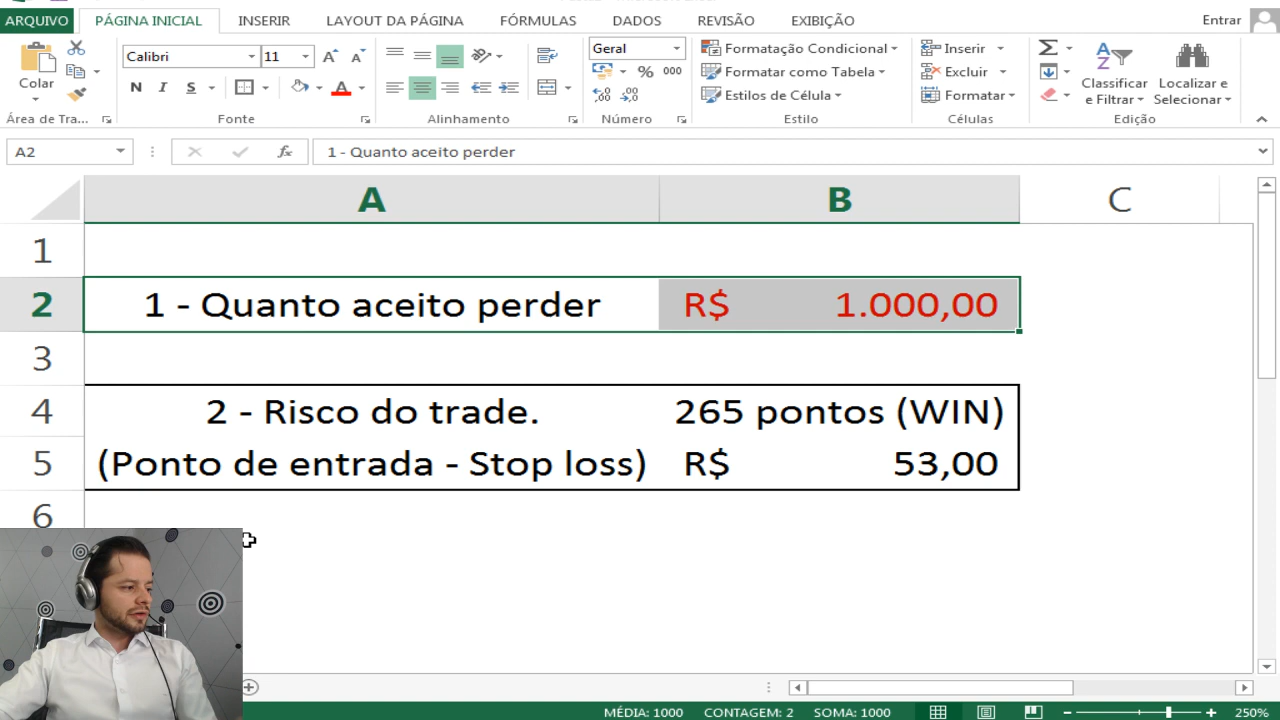 ARQUIVO PÁGINA INICIAL INSERIR LAYOUT DA PÁGINA FÓRMULAS DADOS REVISÃO EXIBIÇÃO Entrar
Colar
Calibri 11
N I S
Geral
% 000
Formatação Condicional
Formatar como Tabela
Estilos de Célula
Inserir
Excluir
Formatar
Classificar e Filtrar
Localizar e Selecionar
Área de Tra... Fonte Alinhamento Número Estilo Células Edição
A2 fx 1 - Quanto aceito perder
A B C
1
2 1 - Quanto aceito perder R$ 1.000,00
3
4 2 - Risco do trade. 265 pontos (WIN)
5 (Ponto de entrada - Stop loss) R$ 53,00
6
MÉDIA: 1000 CONTAGEM: 2 SOMA: 1000 250%